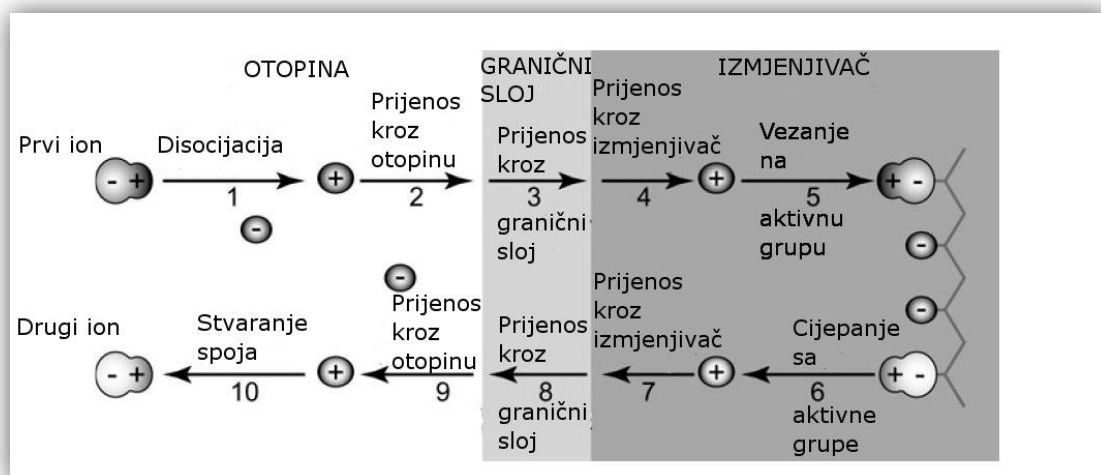 OTOPINA
GRANIČNI
SLOJ
IZMJENJIVAČ
Prvi ion
- +
Disocijacija
1
+
-
Prijenos
kroz
otopinu
2
Prijenos
kroz
3
granični
sloj
Prijenos
kroz
izmjenjivač
4
+
Vezanje
na
5
aktivnu
grupu
+ -
-
-
Drugi ion
- +
Stvaranje
spoja
10
+
-
Prijenos
kroz
otopinu
9
Prijenos
kroz
8
granični
sloj
Prijenos
kroz
izmjenjivač
7
+
Cijepanje
sa
6
aktivne
grupe
+ -